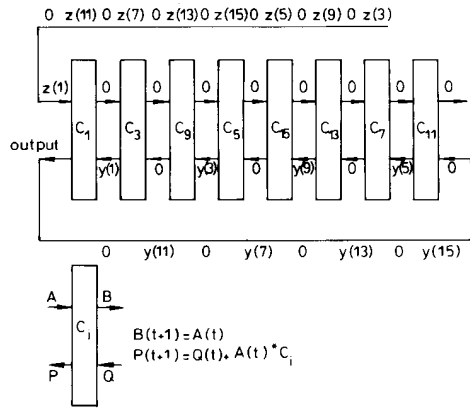 0 z(11) 0 z(7) 0 z(13) 0 z(15) 0 z(5) 0 z(9) 0 z(3)
z(1) 0 0 0 0 0 0 0 0
C1 C3 C9 C5 C15 C13 C7 C11
output y(1) 0 y(3) 0 y(9) 0 y(5) 0
0 y(11) 0 y(7) 0 y(13) 0 y(15)
A B
Ci
B(t+1)=A(t)
P(t+1)=Q(t)+A(t)*Ci
P Q